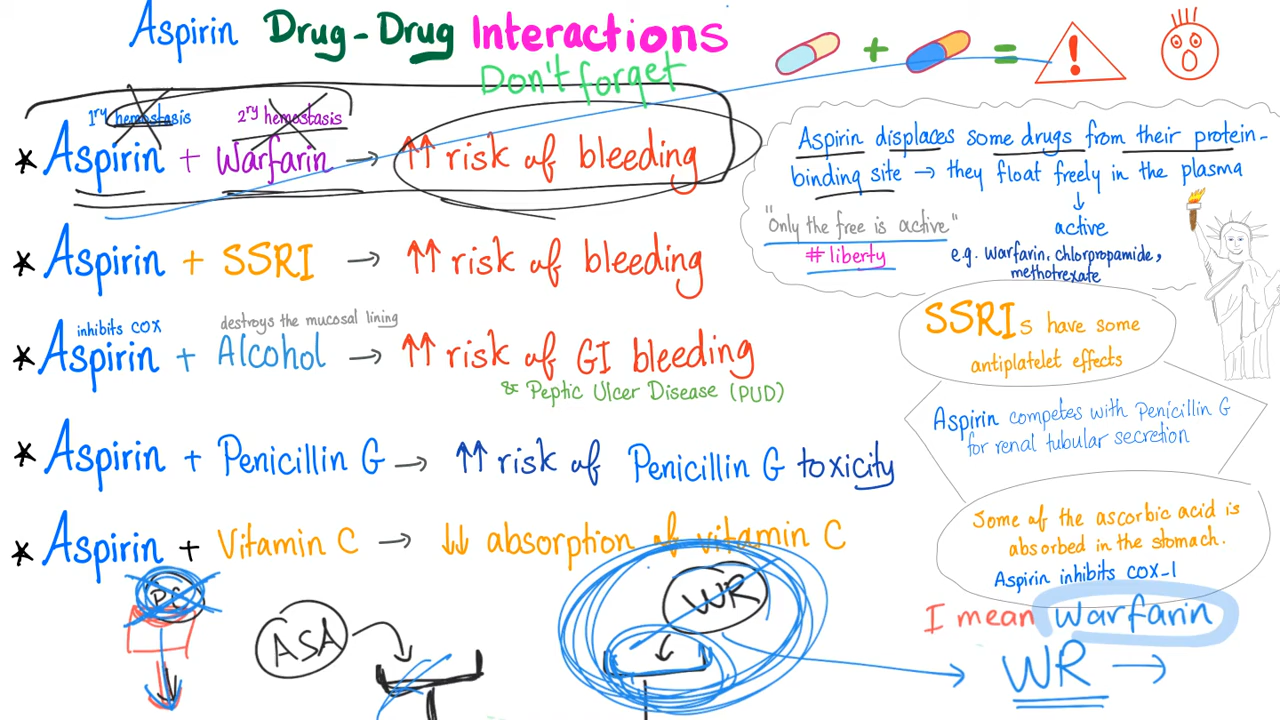 Aspirin Drug-Drug Interactions
Don't forget
1ry hemostasis
2ry hemostasis
* Aspirin + Warfarin → ↑↑ risk of bleeding
* Aspirin + SSRI → ↑↑ risk of bleeding
inhibits COX
destroys the mucosal lining
* Aspirin + Alcohol → ↑↑ risk of GI bleeding
& Peptic Ulcer Disease (PUD)
* Aspirin + Penicillin G → ↑↑ risk of Penicillin G toxicity
* Aspirin + Vitamin C → ↓↓ absorption of vitamin C
+ = !
Aspirin displaces some drugs from their protein-
binding site → they float freely in the plasma
↓
"Only the free is active"
active
# liberty
e.g. warfarin, chlorpropamide,
methotrexate
SSRIs have some
antiplatelet effects
Aspirin competes with Penicillin G
for renal tubular secretion
Some of the ascorbic acid is
absorbed in the stomach.
Aspirin inhibits COX-1
I mean warfarin
PC
ASA
WR
WR →